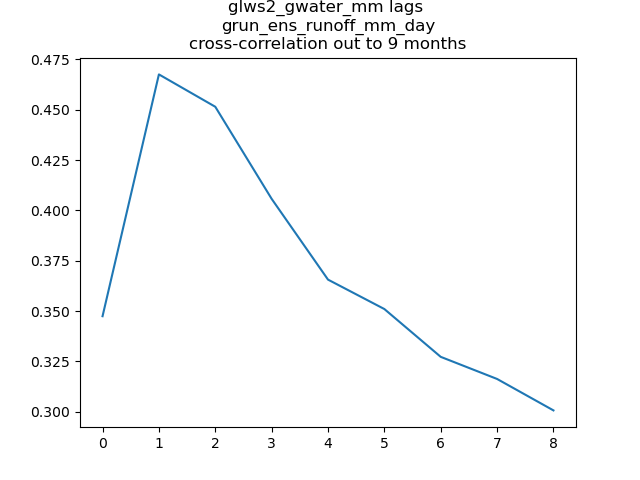 glws2_gwater_mm lags
grun_ens_runoff_mm_day
cross-correlation out to 9 months
0.475
0.450
0.425
0.400
0.375
0.350
0.325
0.300
0 1 2 3 4 5 6 7 8